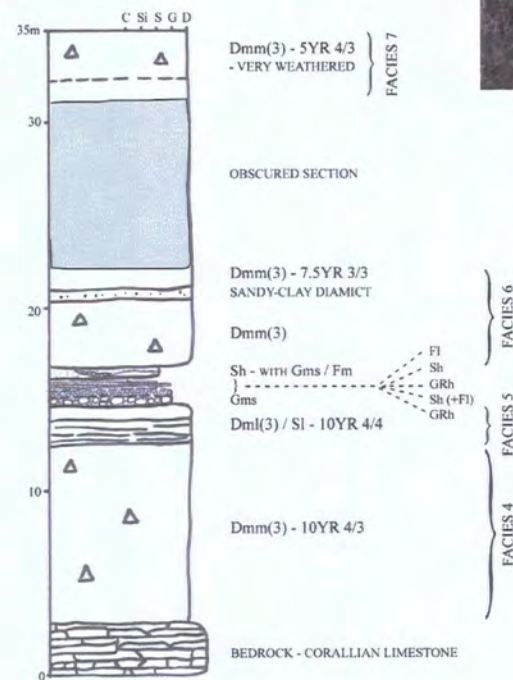 C Si S G D
35m
Dmm(3) - 5YR 4/3
- VERY WEATHERED
FACIES 7
30
OBSCURED SECTION
Dmm(3) - 7.5YR 3/3
SANDY-CLAY DIAMICT
FACIES 6
20
Dmm(3)
Sh - WITH Gms / Fm
Gms
Fl
Sh
GRh
Sh (+Fl)
GRh
Dml(3) / Sl - 10YR 4/4
FACIES 5
10
Dmm(3) - 10YR 4/3
FACIES 4
BEDROCK - CORALLIAN LIMESTONE
0